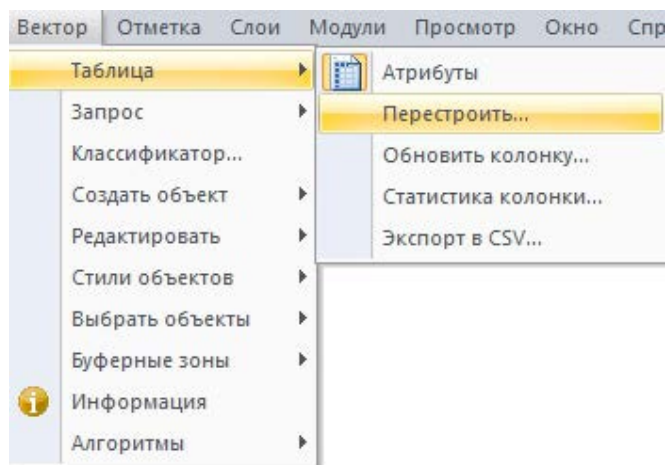 Вектор Отметка Слои Модули Просмотр Окно Спр
Таблица
Запрос
Классификатор...
Создать объект
Редактировать
Стили объектов
Выбрать объекты
Буферные зоны
Информация
Алгоритмы
Атрибуты
Перестроить...
Обновить колонку...
Статистика колонки...
Экспорт в CSV...